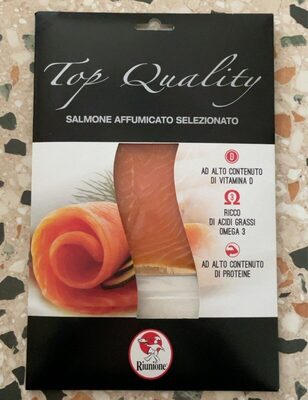 Top Quality
SALMONE AFFUMICATO SELEZIONATO
D
AD ALTO CONTENUTO
DI VITAMINA D
3
RICCO
DI ACIDI GRASSI
OMEGA 3
AD ALTO CONTENUTO
DI PROTEINE
Riunione